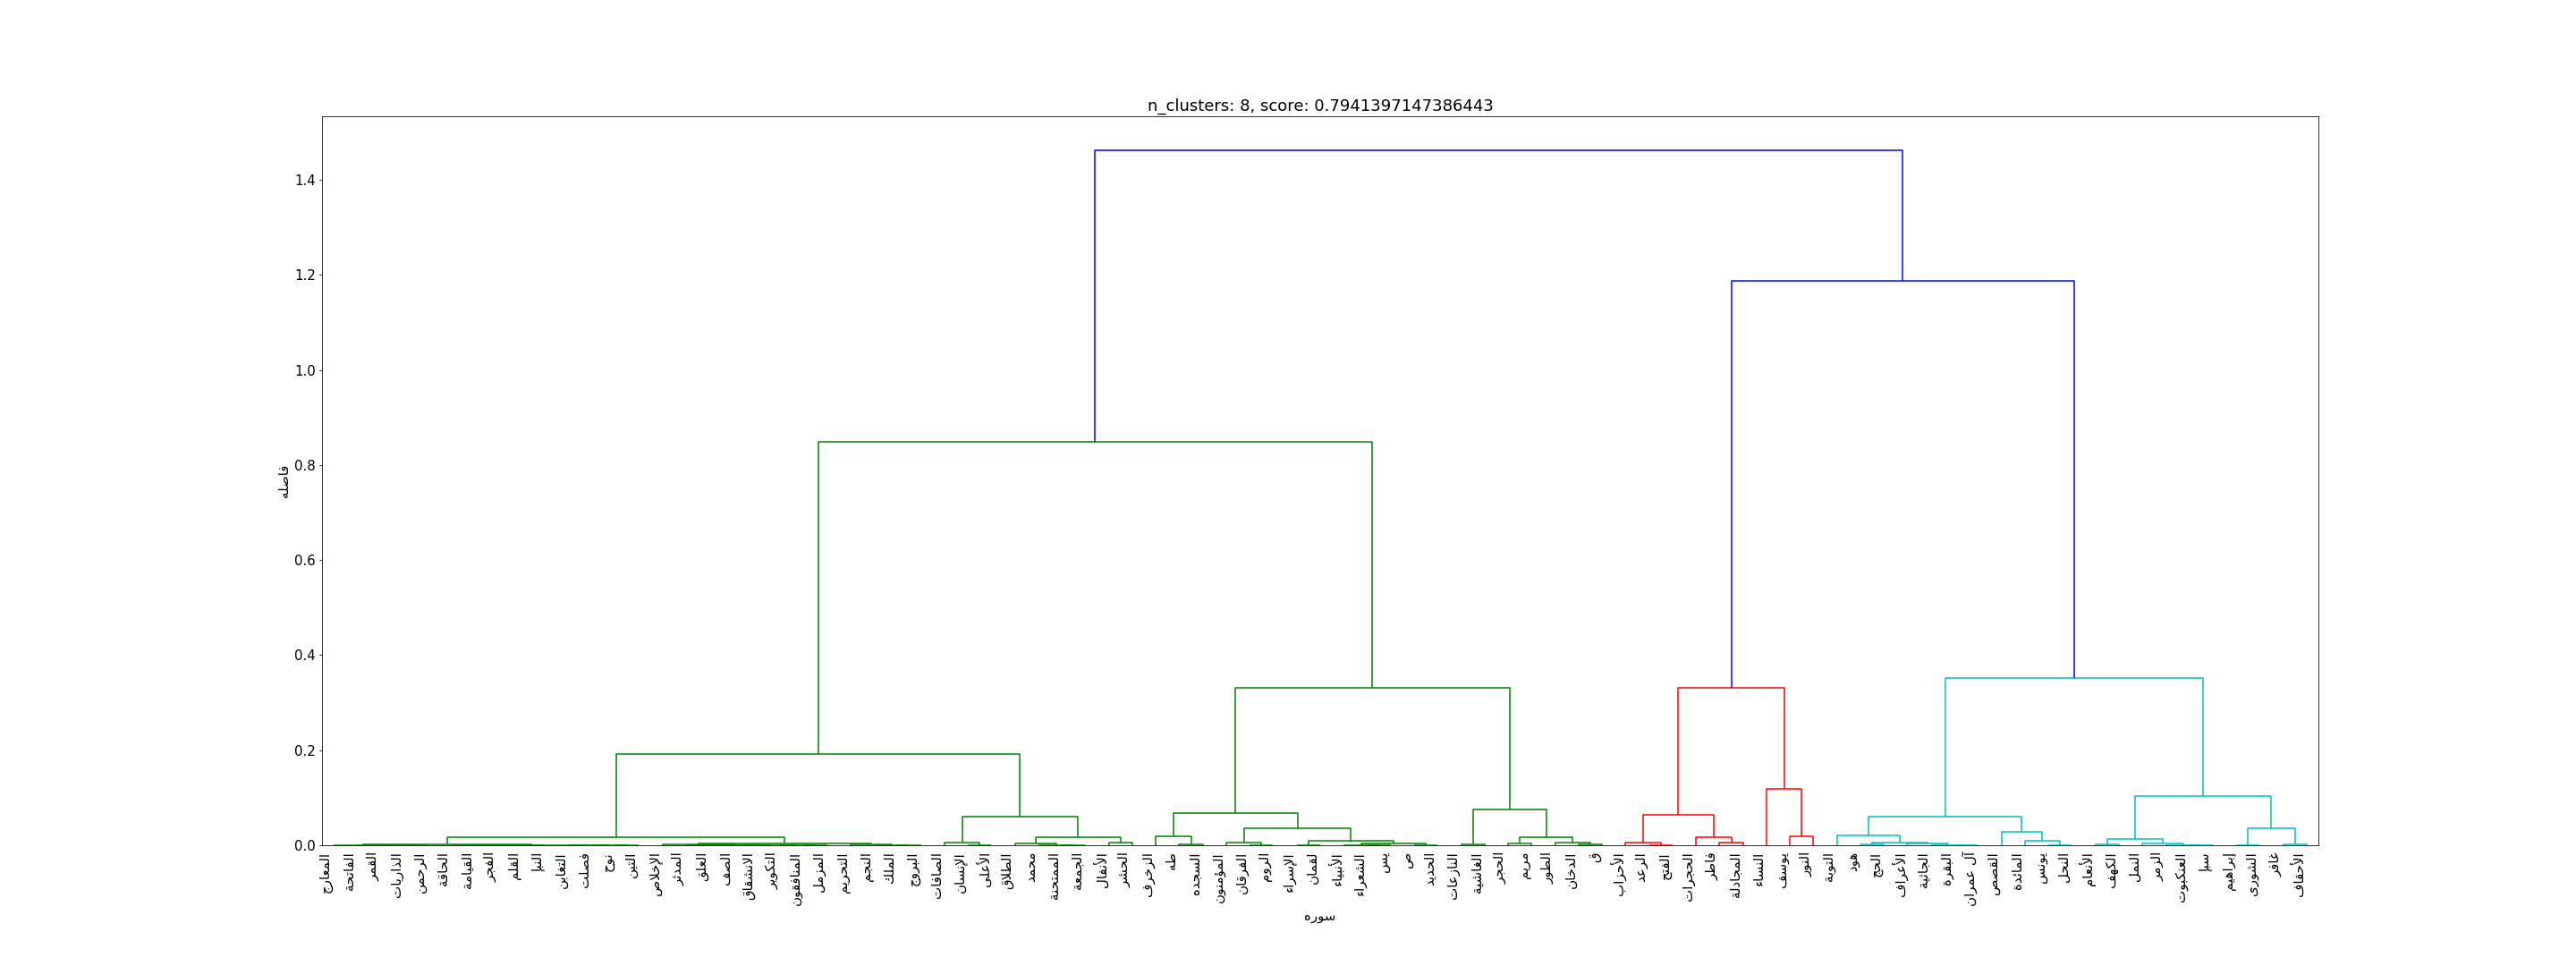 n_clusters: 8, score: 0.7941397147386443
1.4
1.2
1.0
0.8
0.6
0.4
0.2
0.0
فاصله
المعارج
الفاتحة
القمر
الذاريات
الرحمن
الحاقة
القيامة
الفجر
القلم
النبإ
التغابن
فصلت
نوح
التين
الإخلاص
المدثر
العلق
الصف
الانشقاق
التكوير
المنافقون
المزمل
التحريم
النجم
الملك
البروج
الصافات
الإنسان
الأعلى
الطلاق
محمد
الممتحنة
الجمعة
الأنفال
الحشر
الزخرف
طه
السجده
المؤمنون
الفرقان
الروم
الإسراء
لقمان
الأنبياء
الشعراء
يس
ص
الحديد
النازعات
الغاشية
الحجر
مريم
الطور
الدخان
ق
الأحزاب
الرعد
الفتح
الحجرات
فاطر
المجادلة
النساء
يوسف
النور
التوبة
هود
الحج
الأعراف
الجاثية
البقرة
آل عمران
القصص
المائدة
يونس
النحل
الأنعام
الكهف
النمل
الزمر
العنكبوت
سبإ
إبراهيم
الشورى
غافر
الأحقاف
سوره